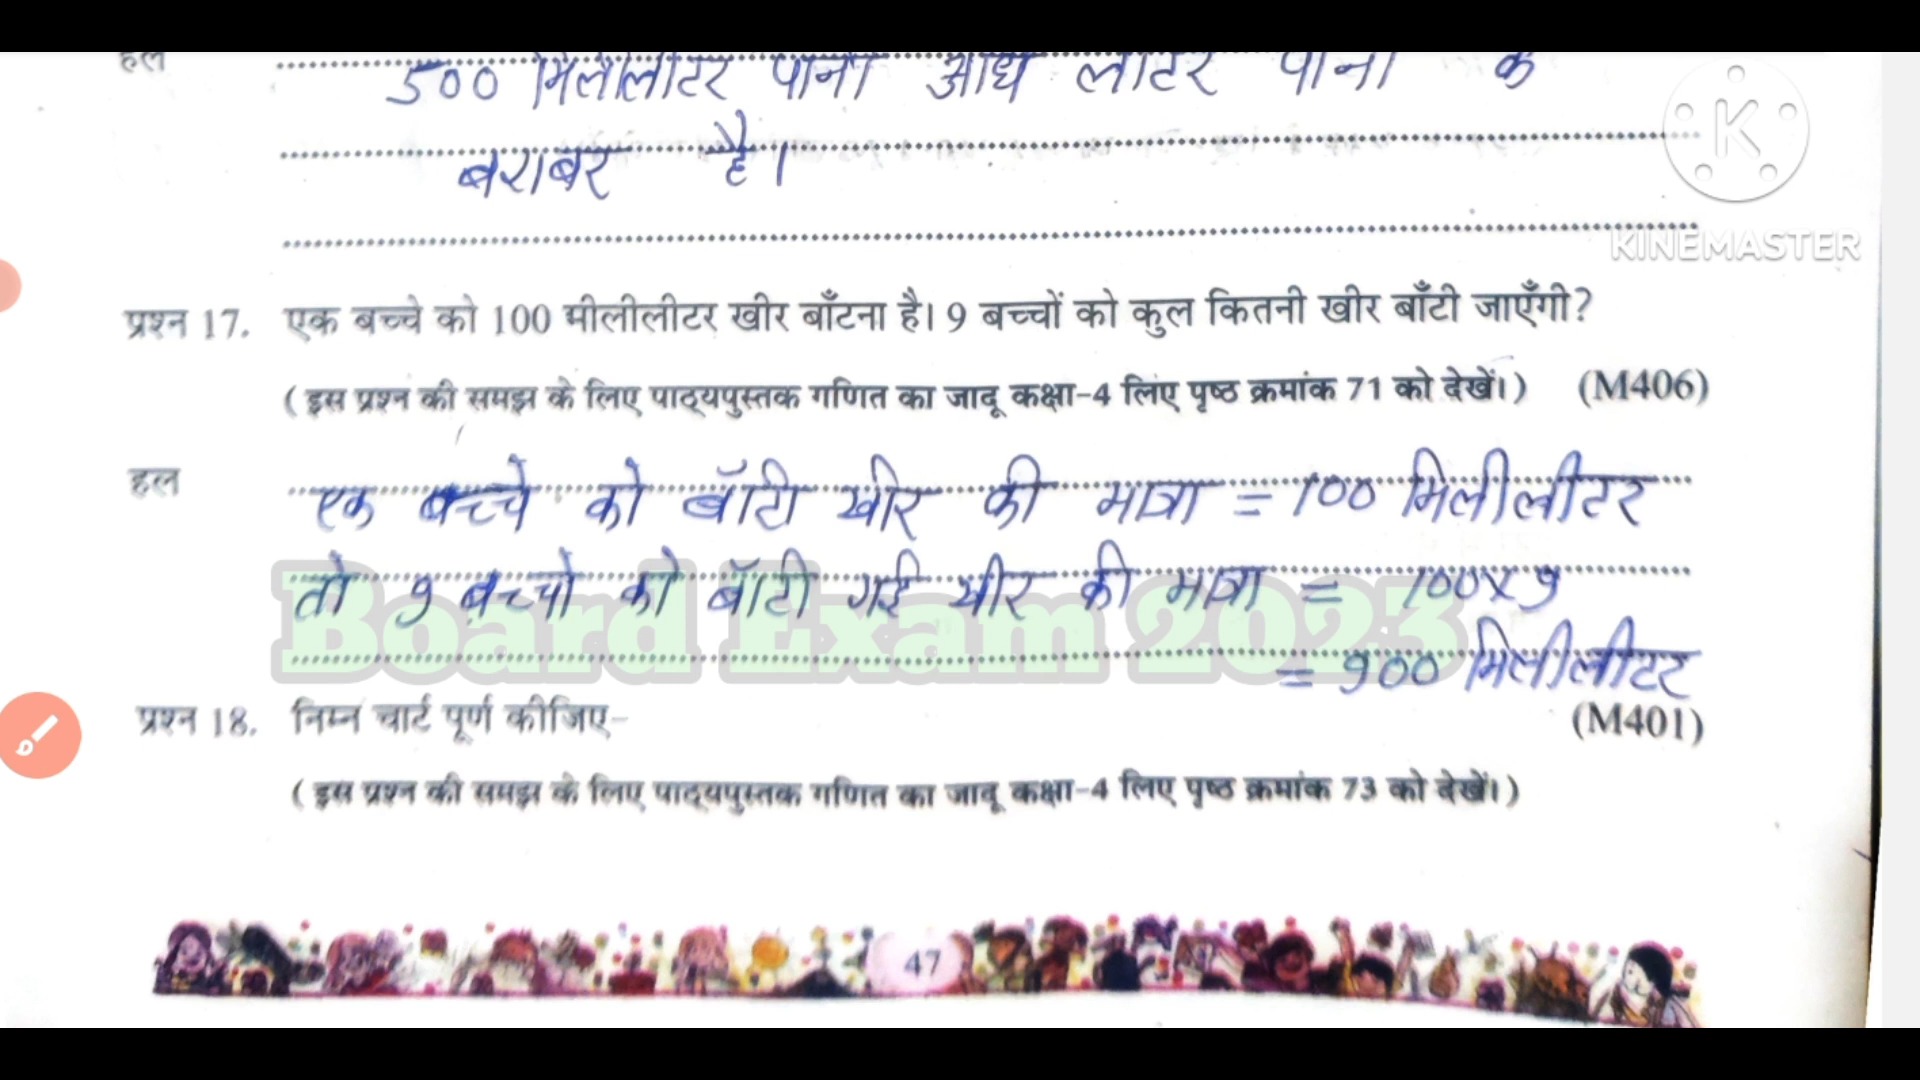 हल
500 मिलीलीटर पानी आधे लीटर पानी के
बराबर है।
KINEMASTER
प्रश्न 17. एक बच्चे को 100 मीलीलीटर खीर बाँटना है। 9 बच्चों को कुल कितनी खीर बाँटी जाएँगी?
(इस प्रश्न की समझ के लिए पाठ्यपुस्तक गणित का जादू कक्षा-4 लिए पृष्ठ क्रमांक 71 को देखें।) (M406)
हल
एक बच्चे को बॉटी खीर की मात्रा = 100 मिलीलीटर
तो 9 बच्चो को बॉटी गई खीर की मात्रा = 100x9
Board Exam 2023
= 900 मिलीलीटर
प्रश्न 18. निम्न चार्ट पूर्ण कीजिए- (M401)
(इस प्रश्न की समझ के लिए पाठ्यपुस्तक गणित का जादू कक्षा-4 लिए पृष्ठ क्रमांक 73 को देखें।)
47